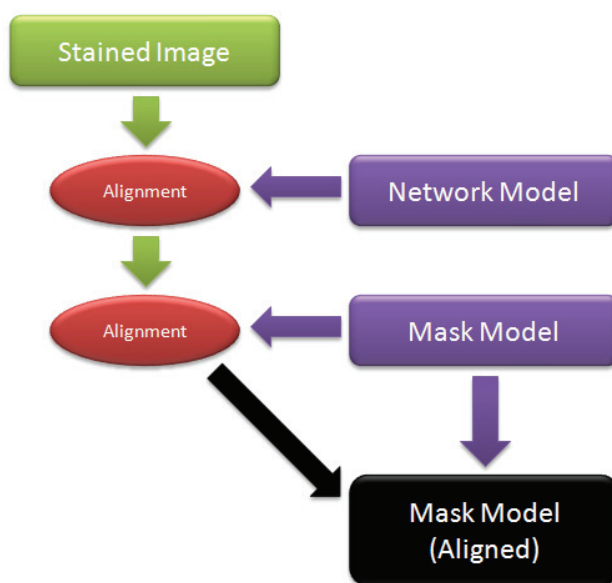 Stained Image
Alignment
Network Model
Alignment
Mask Model
Mask Model
(Aligned)